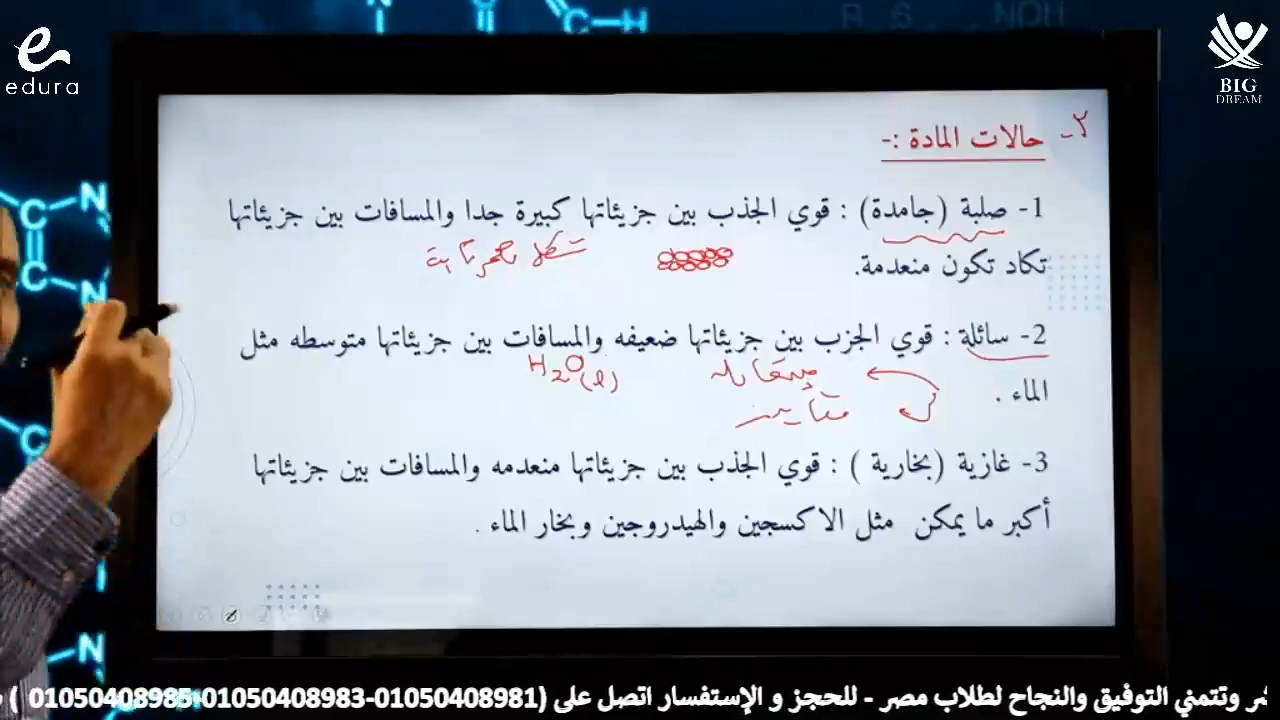 edura
BIG
DREAM
٢- حالات المادة :-
1- صلبة (جامدة) : قوي الجذب بين جزيئاتها كبيرة جدا والمسافات بين جزيئاتها
تكاد تكون منعدمة.
2- سائلة : قوي الجزب بين جزيئاتها ضعيفه والمسافات بين جزيئاتها متوسطه مثل
الماء .
H2O(l)
3- غازية (بخارية ) : قوي الجذب بين جزيئاتها منعدمه والمسافات بين جزيئاتها
أكبر ما يمكن مثل الاكسجين والهيدروجين وبخار الماء .
وتتمني التوفيق والنجاح لطلاب مصر - للحجز و الإستفسار اتصل على (01050408981-01050408983-01050408985 )